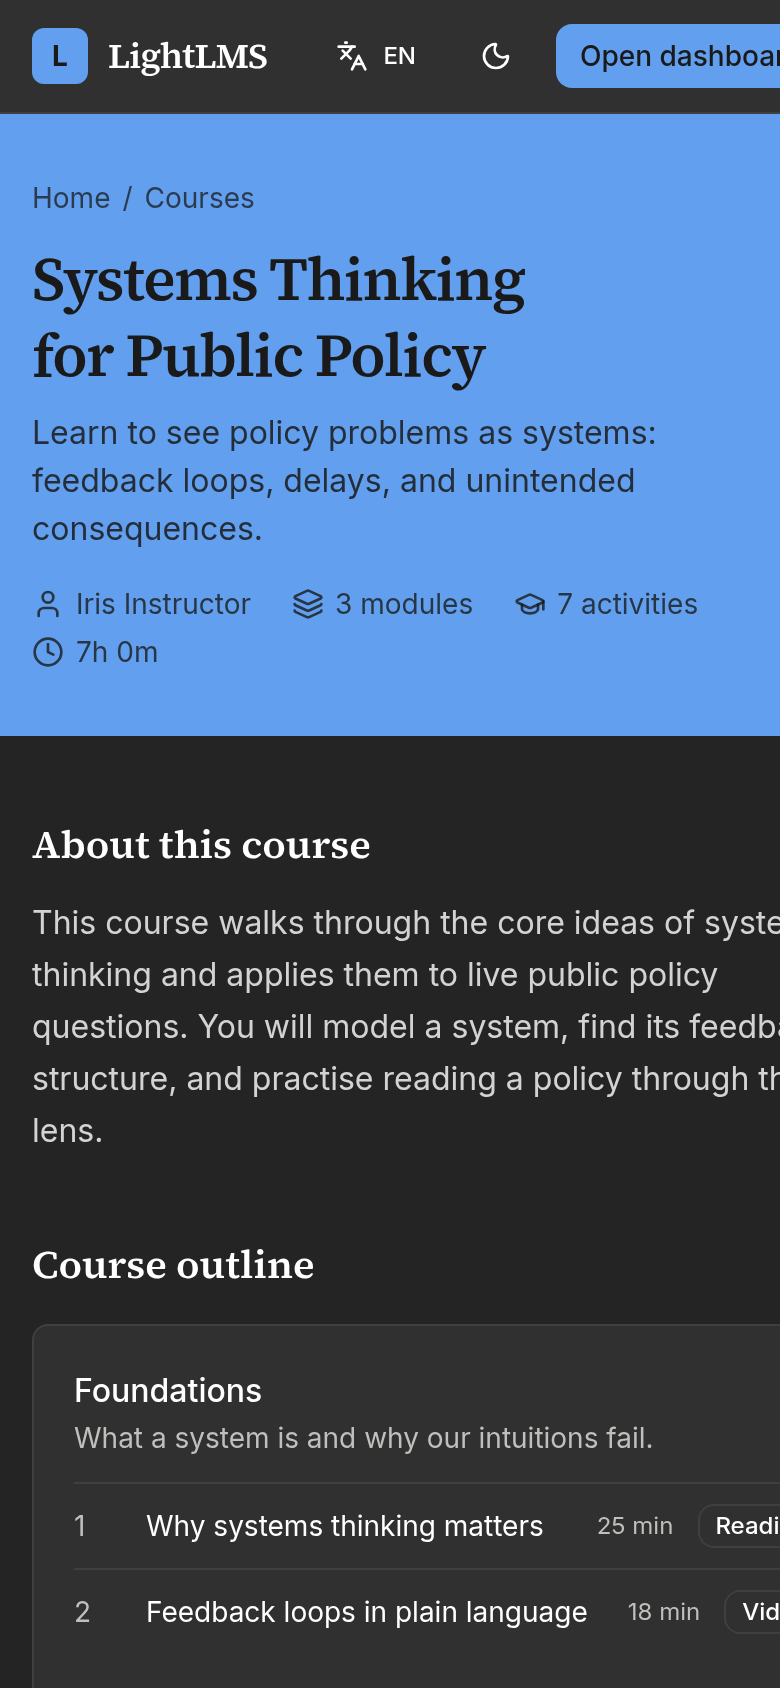 L LightLMS EN Open dashboar
Home / Courses
Systems Thinking
for Public Policy
Learn to see policy problems as systems:
feedback loops, delays, and unintended
consequences.
Iris Instructor 3 modules 7 activities
7h 0m
About this course
This course walks through the core ideas of syste
thinking and applies them to live public policy
questions. You will model a system, find its feedba
structure, and practise reading a policy through th
lens.
Course outline
Foundations
What a system is and why our intuitions fail.
1 Why systems thinking matters 25 min Readi
2 Feedback loops in plain language 18 min Vid